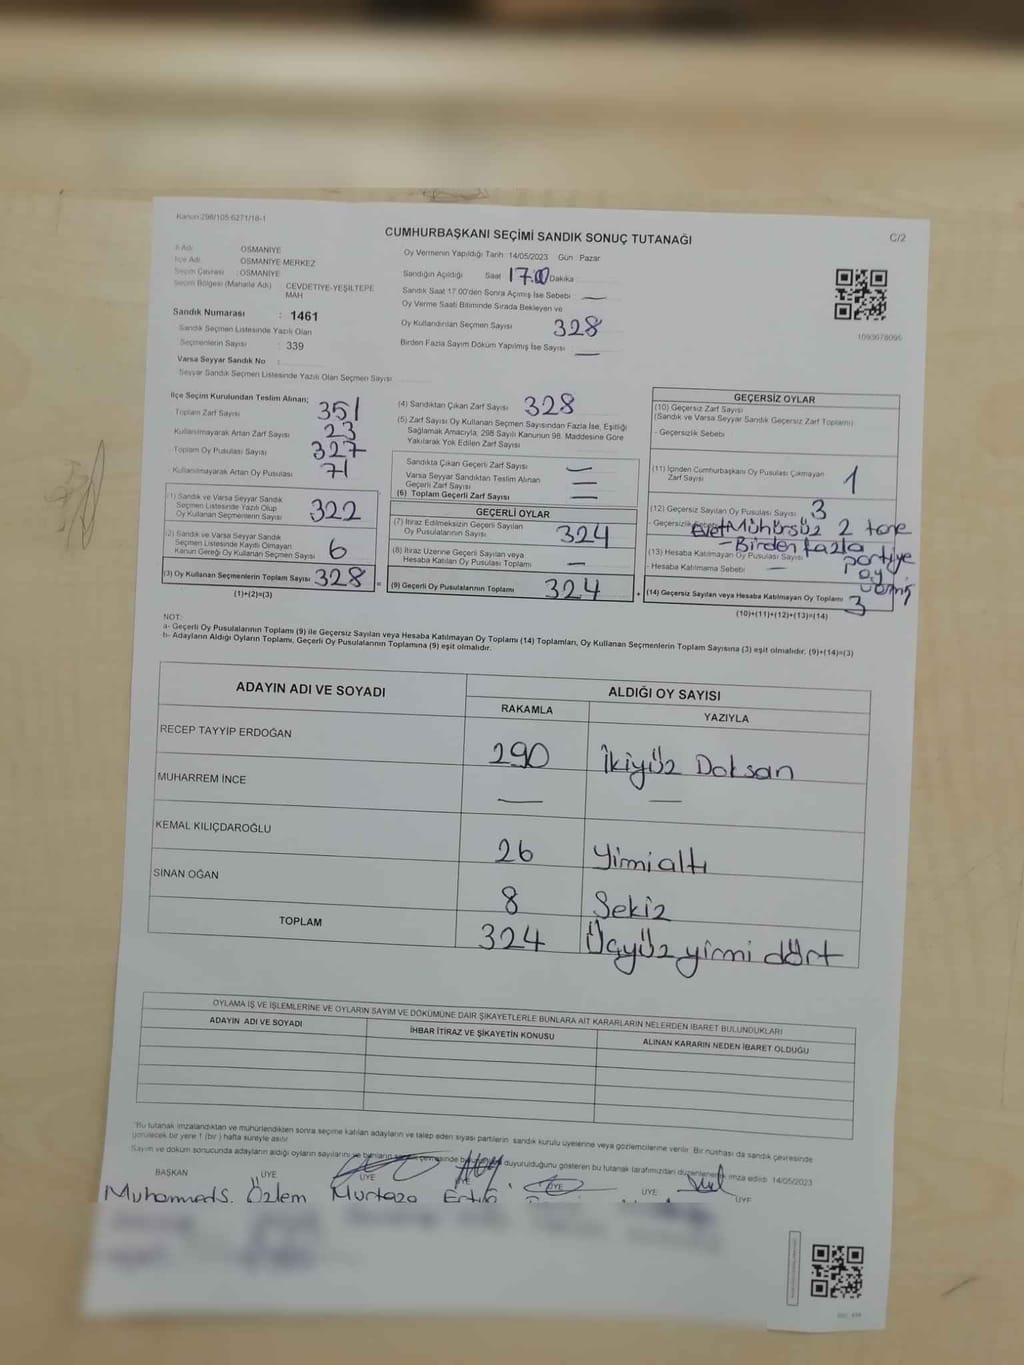 Kanun:298/105-6271/18-1
CUMHURBAŞKANI SEÇİMİ SANDIK SONUÇ TUTANAĞI
C/2
İl Adı : OSMANİYE
İlçe Adı : OSMANİYE MERKEZ
Seçim Çevresi : OSMANİYE
Seçim Bölgesi (Mahalle Adı) : CEVDETİYE-YEŞİLTEPE
MAH
Sandık Numarası : 1461
Sandık Seçmen Listesinde Yazılı Olan
Seçmenlerin Sayısı : 339
Varsa Seyyar Sandık No :
Seyyar Sandık Seçmen Listesinde Yazılı Olan Seçmen Sayısı
Oy Vermenin Yapıldığı Tarih :14/05/2023 Gün : Pazar
Sandığın Açıldığı Saat 17.00 Dakika
Sandık Saat 17.00'den Sonra Açılmış İse Sebebi : —
Oy Verme Saati Bitiminde Sırada Bekleyen ve
Oy Kullandırılan Seçmen Sayısı 328
Birden Fazla Sayım Döküm Yapılmış İse Sayısı —
1093678095
İlçe Seçim Kurulundan Teslim Alınan;
Toplam Zarf Sayısı 351
Kullanılmayarak Artan Zarf Sayısı 23
Toplam Oy Pusulası Sayısı 327
Kullanılmayarak Artan Oy Pusulası 71
(1) Sandık ve Varsa Seyyar Sandık
Seçmen Listesinde Yazılı Olup
Oy Kullanan Seçmenlerin Sayısı 322
(2) Sandık ve Varsa Seyyar Sandık
Seçmen Listesinde Kayıtlı Olmayan
Kanun Gereği Oy Kullanan Seçmen Sayısı 6
(3) Oy Kullanan Seçmenlerin Toplam Sayısı 328 =
(1)+(2)=(3)
(4) Sandıktan Çıkan Zarf Sayısı 328
(5) Zarf Sayısı Oy Kullanan Seçmen Sayısından Fazla İse, Eşitliği
Sağlamak Amacıyla, 298 Sayılı Kanunun 98. Maddesine Göre
Yakılarak Yok Edilen Zarf Sayısı
Sandıkta Çıkan Geçerli Zarf Sayısı —
Varsa Seyyar Sandıktan Teslim Alınan
Geçerli Zarf Sayısı —
(6) Toplam Geçerli Zarf Sayısı —
GEÇERLİ OYLAR
(7) İtiraz Edilmeksizin Geçerli Sayılan
Oy Pusulalarının Sayısı 324
(8) İtiraz Üzerine Geçerli Sayılan veya
Hesaba Katılan Oy Pusulası Toplamı —
(9) Geçerli Oy Pusulalarının Toplamı 324 +
GEÇERSİZ OYLAR
(10) Geçersiz Zarf Sayısı
(Sandık ve Varsa Seyyar Sandık Geçersiz Zarf Toplamı)
- Geçersizlik Sebebi
(11) İçinden Cumhurbaşkanı Oy Pusulası Çıkmayan
Zarf Sayısı 1
(12) Geçersiz Sayılan Oy Pusulası Sayısı 3
- Geçersizlik Sebebi Evet Mühürsüz 2 tane
- Birden fazla partiye oy vermiş
(13) Hesaba Katılmayan Oy Pusulası Sayısı
- Hesaba Katılmama Sebebi —
(14) Geçersiz Sayılan veya Hesaba Katılmayan Oy Toplamı 3
(10)+(11)+(12)+(13)=(14)
NOT:
a- Geçerli Oy Pusulalarının Toplamı (9) ile Geçersiz Sayılan veya Hesaba Katılmayan Oy Toplamı (14) Toplamları, Oy Kullanan Seçmenlerin Toplam Sayısına (3) eşit olmalıdır. (9)+(14)=(3)
b- Adayların Aldığı Oyların Toplamı, Geçerli Oy Pusulalarının Toplamına (9) eşit olmalıdır.
ADAYIN ADI VE SOYADI ALDIĞI OY SAYISI
RAKAMLA YAZIYLA
RECEP TAYYİP ERDOĞAN 290 İkiyüz Doksan
MUHARREM İNCE — —
KEMAL KILIÇDAROĞLU 26 Yirmialtı
SİNAN OĞAN 8 Sekiz
TOPLAM 324 Üçyüz yirmi dört
OYLAMA İŞ VE İŞLEMLERİNE VE OYLARIN SAYIM VE DÖKÜMÜNE DAİR ŞİKAYETLERLE BUNLARA AİT KARARLARIN NELERDEN İBARET BULUNDUKLARI
ADAYIN ADI VE SOYADI İHBAR İTİRAZ VE ŞİKAYETİN KONUSU ALINAN KARARIN NEDEN İBARET OLDUĞU
"Bu tutanak imzalandıktan ve mühürlendikten sonra seçime katılan adayların ve talep eden siyasi partilerin sandık kurulu üyelerine veya gözlemcilerine verilir. Bir nüshası da sandık çevresinde
görülecek bir yere 1 (bir) hafta süreyle asılır.
Sayım ve döküm sonucunda adayların aldığı oyların sayılarını ve bunların çevresinde duyurulduğunu gösteren bu tutanak tarafımızdan düzenlenerek imza edildi. 14/05/2023
BAŞKAN ÜYE ÜYE ÜYE ÜYE ÜYE ÜYE
Muhammed S. Özlem Murtaza